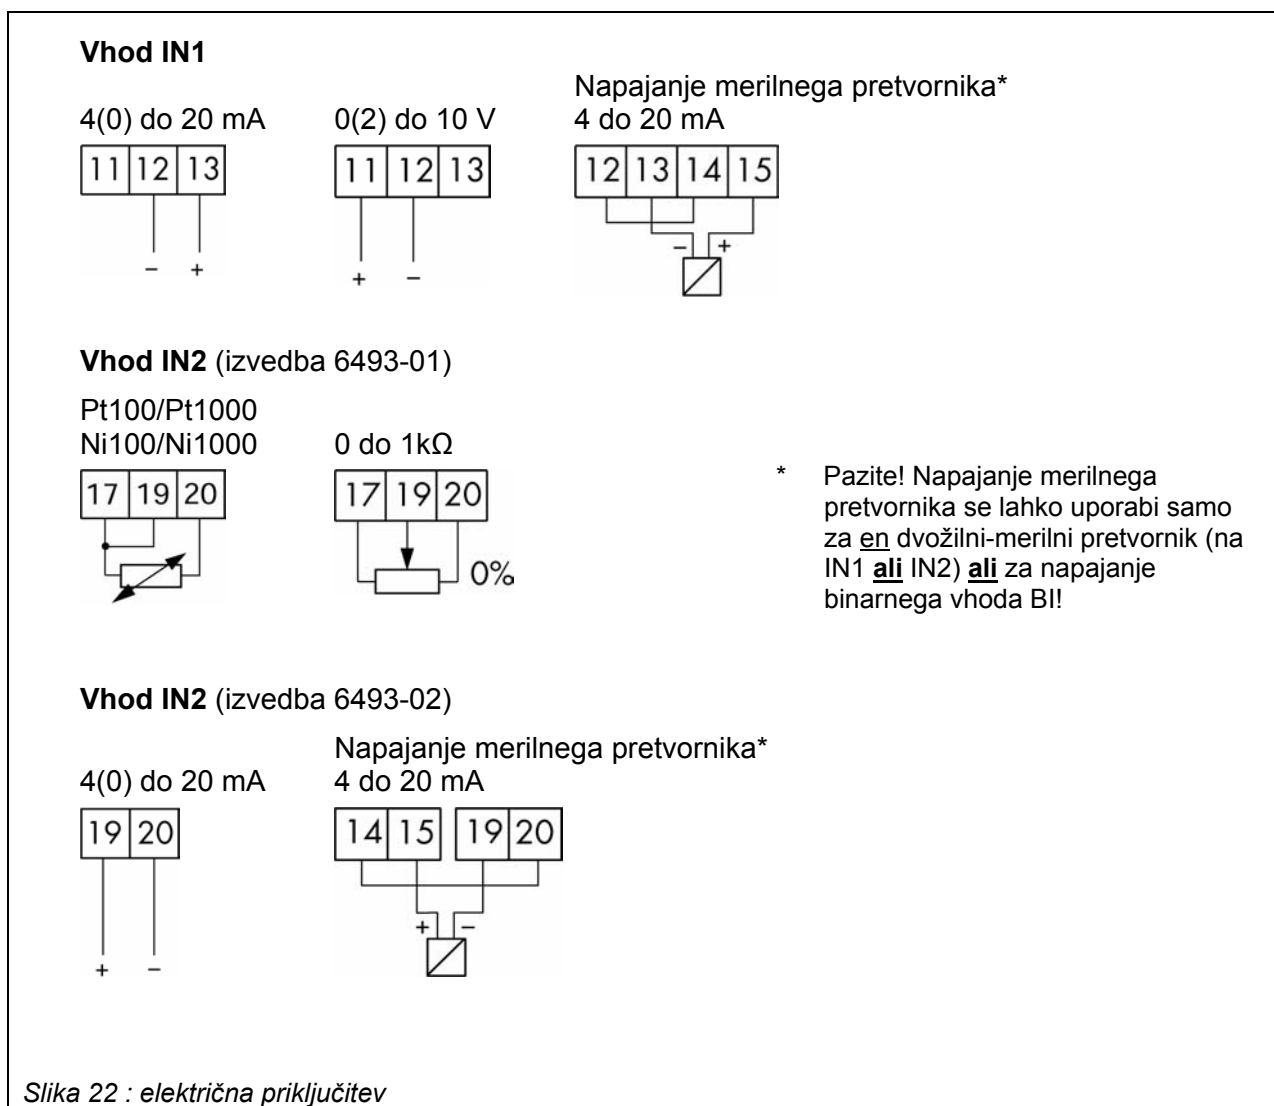 Vhod IN1
Napajanje merilnega pretvornika*
4(0) do 20 mA 0(2) do 10 V 4 do 20 mA
11 12 13 11 12 13 12 13 14 15
- +
- + + -
Vhod IN2 (izvedba 6493-01)
Pt100/Pt1000
Ni100/Ni1000 0 do 1kΩ
17 19 20 17 19 20
0%
* Pazite! Napajanje merilnega
pretvornika se lahko uporabi samo
za en dvožilni-merilni pretvornik (na
IN1 ali IN2) ali za napajanje
binarnega vhoda BI!
Vhod IN2 (izvedba 6493-02)
Napajanje merilnega pretvornika*
4(0) do 20 mA 4 do 20 mA
19 20 14 15 19 20
+ -
+ -
Slika 22 : električna priključitev